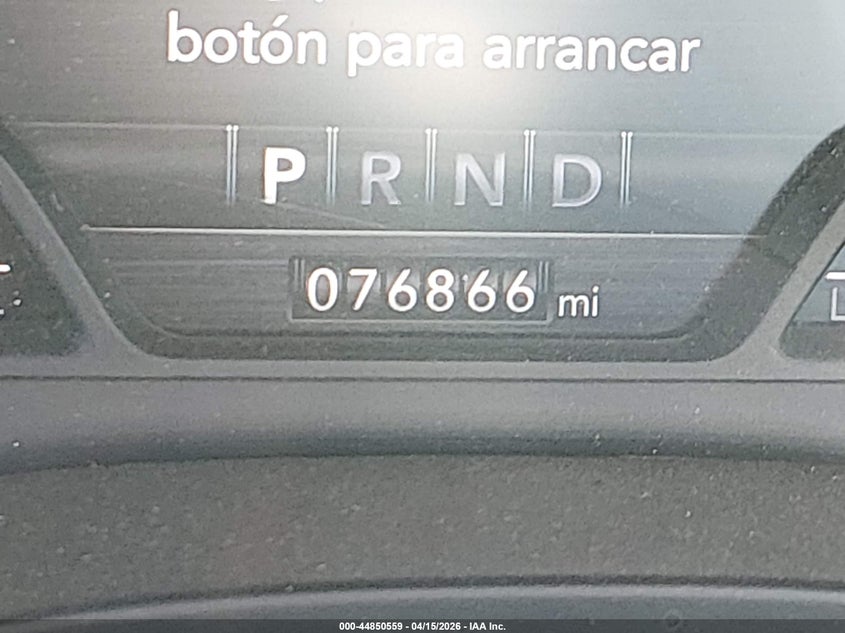 botón para arrancar
P R N D
076866 mi
000-44850559 - 04/15/2026 - IAA Inc.